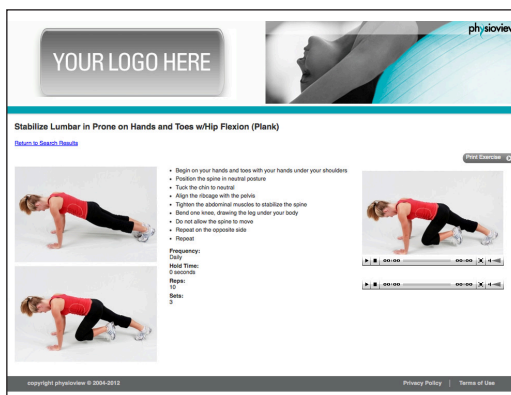 physioview
YOUR LOGO HERE
Stabilize Lumbar in Prone on Hands and Toes w/Hip Flexion (Plank)
Return to Search Results
Print Exercise
• Begin on your hands and toes with your hands under your shoulders
• Position the spine in neutral posture
• Tuck the chin to neutral
• Align the ribcage with the pelvis
• Tighten the abdominal muscles to stabilize the spine
• Bend one knee, drawing the leg under your body
• Do not allow the spine to move
• Repeat on the opposite side
• Repeat
Frequency:
Daily
Hold Time:
0 seconds
Reps:
10
Sets:
3
00:00 00:00
00:00 00:00
copyright physioview © 2004-2012 Privacy Policy | Terms of Use